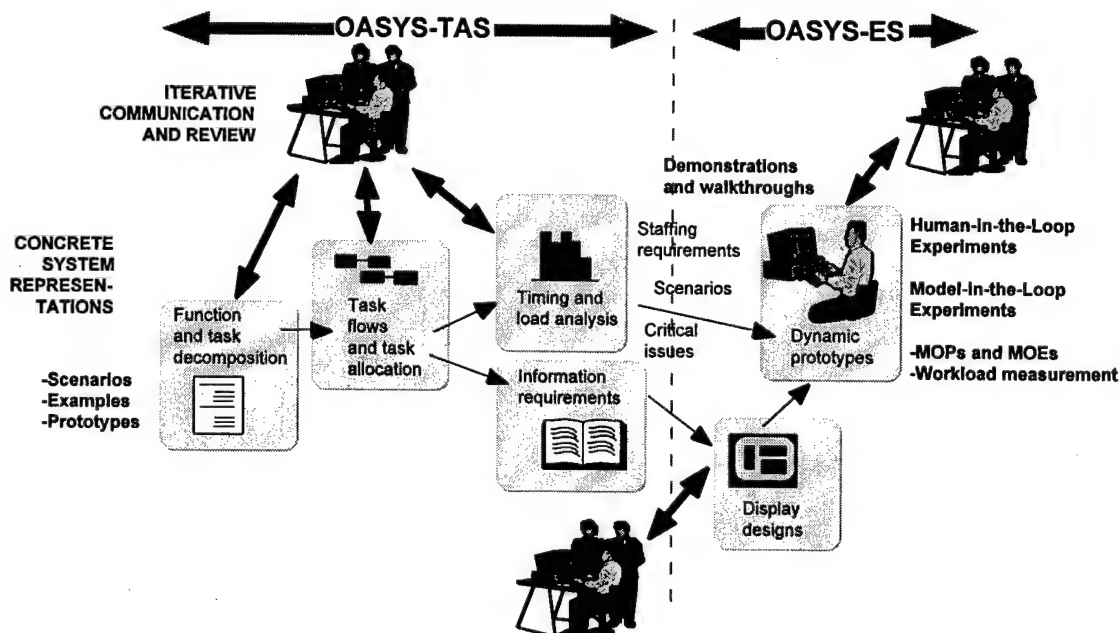 OASYS-TAS
OASYS-ES
ITERATIVE
COMMUNICATION
AND REVIEW
Demonstrations
and walkthroughs
CONCRETE
SYSTEM
REPRESEN-
TATIONS
-Scenarios
-Examples
-Prototypes
Function
and task
decomposition
Task
flows
and task
allocation
Timing and
load analysis
Information
requirements
Staffing
requirements
Scenarios
Critical
issues
Dynamic
prototypes
Display
designs
Human-in-the-Loop
Experiments
Model-in-the-Loop
Experiments
-MOPs and MOEs
-Workload measurement